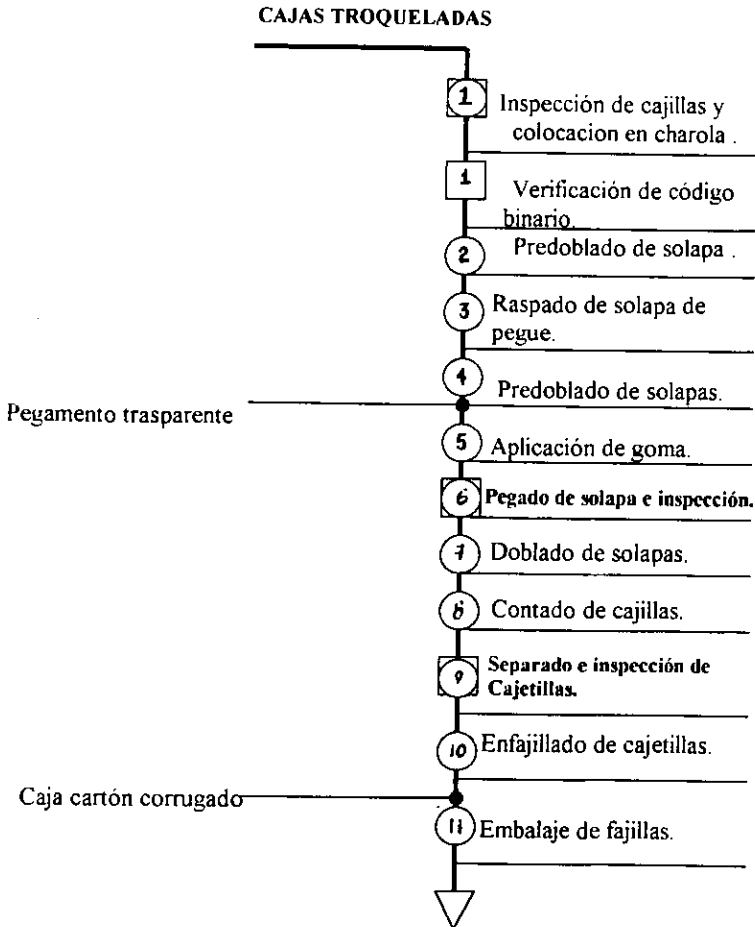 CAJAS TROQUELADAS
1 Inspección de cajillas y
colocacion en charola .
1 Verificación de código
binario.
2 Predoblado de solapa .
3 Raspado de solapa de
pegue.
4 Predoblado de solapas.
Pegamento trasparente
5 Aplicación de goma.
6 Pegado de solapa e inspección.
7 Doblado de solapas.
8 Contado de cajillas.
9 Separado e inspección de
Cajetillas.
10 Enfajillado de cajetillas.
Caja cartón corrugado
11 Embalaje de fajillas.